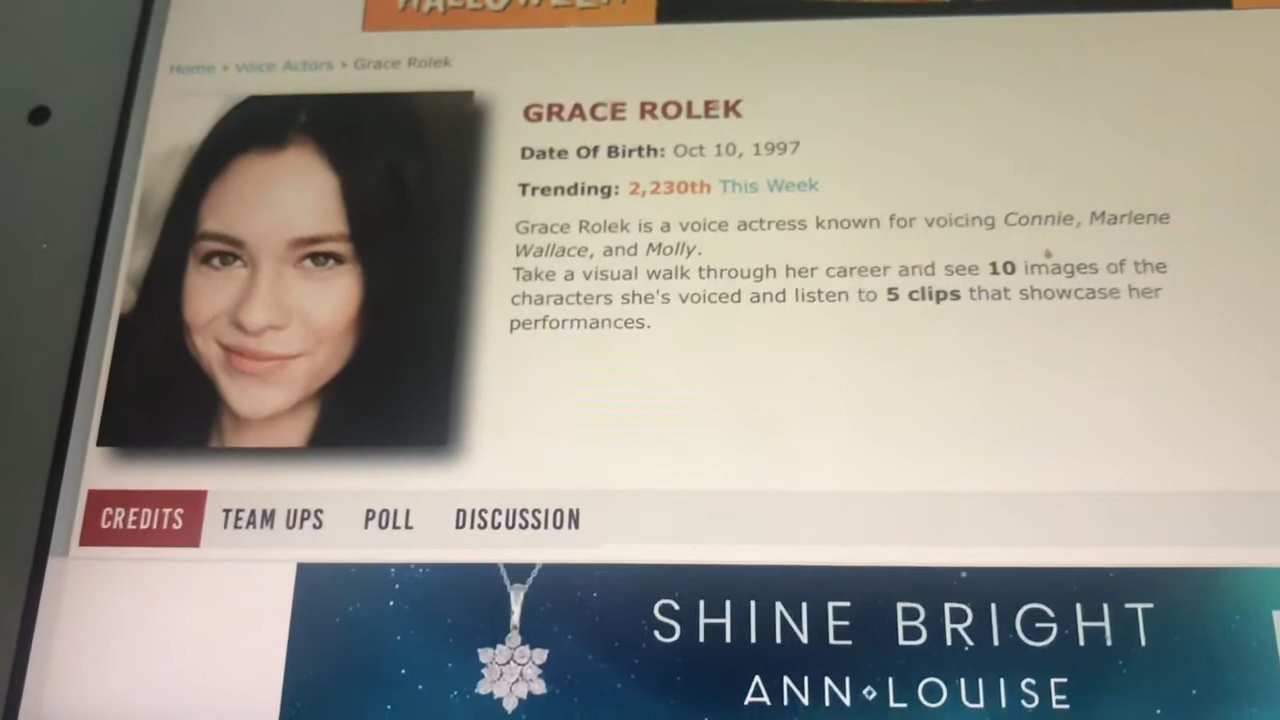 HALLOWEEN
Home > Voice Actors > Grace Rolek
GRACE ROLEK
Date Of Birth: Oct 10, 1997
Trending: 2,230th This Week
Grace Rolek is a voice actress known for voicing Connie, Marlene
Wallace, and Molly.
Take a visual walk through her career and see 10 images of the
characters she's voiced and listen to 5 clips that showcase her
performances.
CREDITS TEAM UPS POLL DISCUSSION
SHINE BRIGHT
ANN◇LOUISE